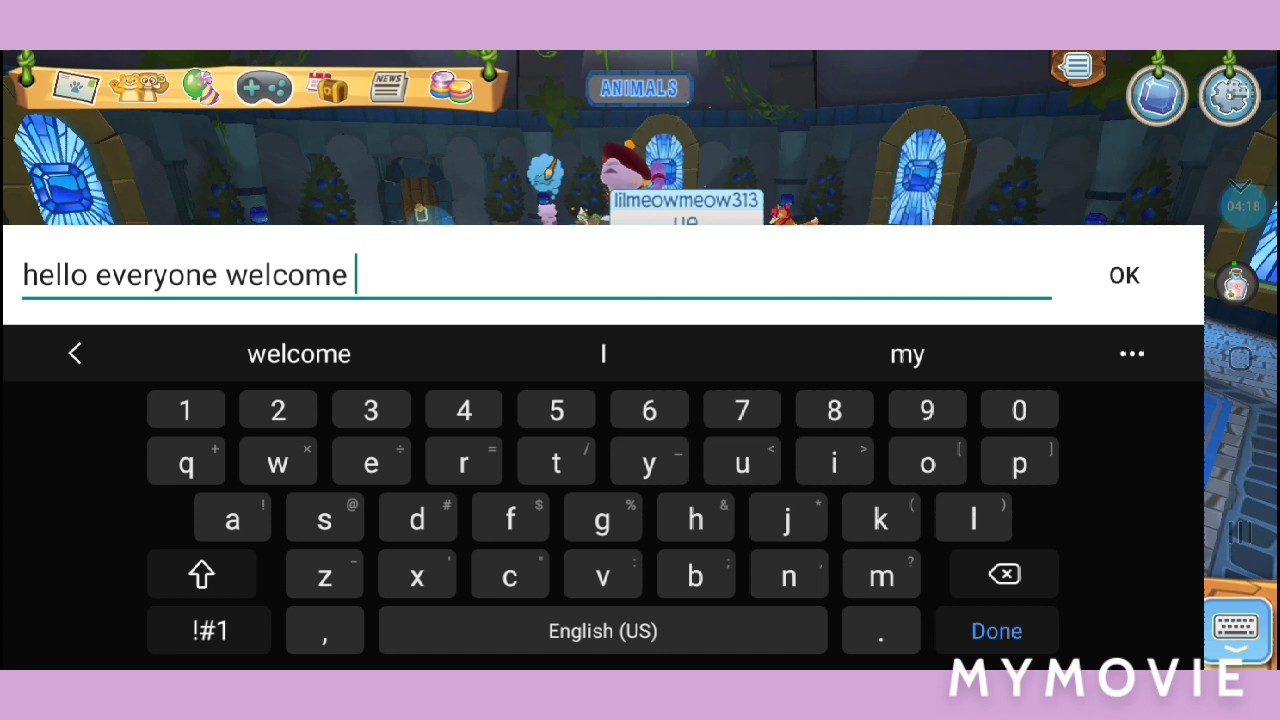 NEWS
ANIMALS
lilmeowmeow313
04:18
hello everyone welcome
OK
welcome I my
1 2 3 4 5 6 7 8 9 0
q + w × e ÷ r = t / y _ u < i > o [ p ]
a ! s @ d # f $ g % h & j * k ( l )
z - x ' c " v : b ; n , m ?
!#1 , English (US) . Done
MYMOVIE